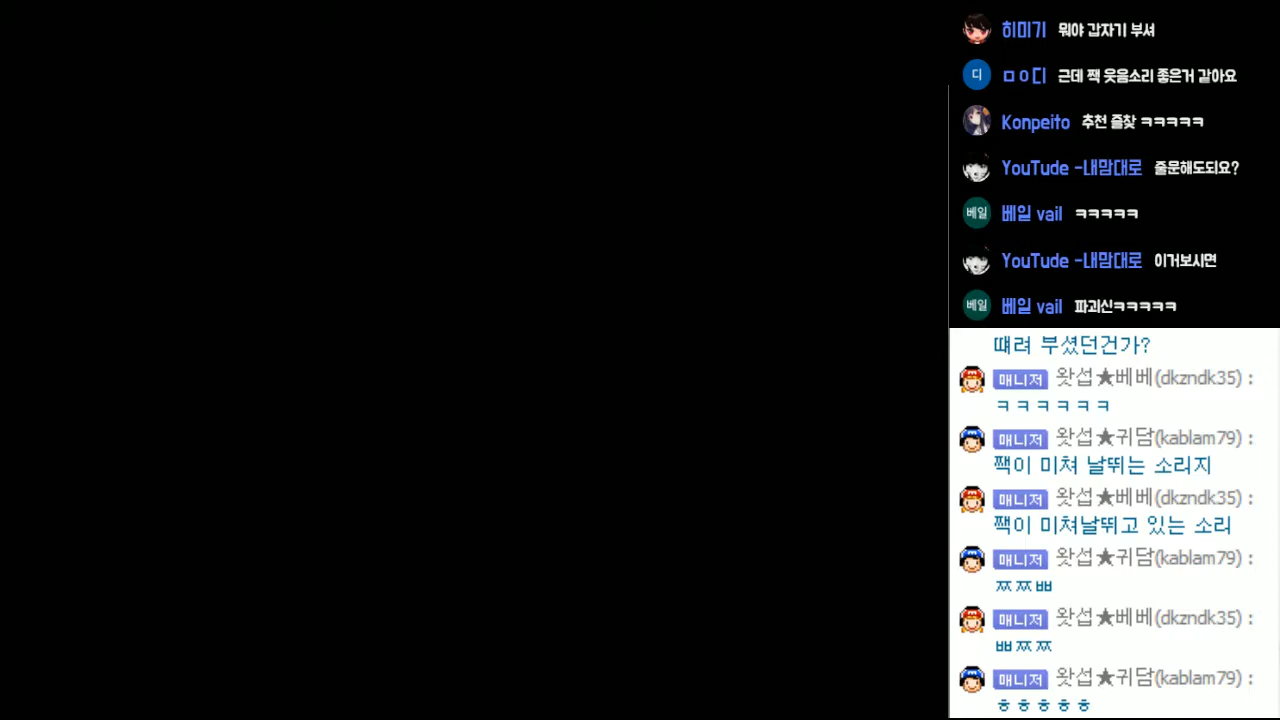 히미기 뭐야 갑자기 부셔
디 ㅁㅇ디 근데 짹 웃음소리 좋은거 같아요
Konpeito 추천 즐찾 ㅋㅋㅋㅋㅋ
YouTude -내맘대로 줄문해도되요?
베일 베일 vail ㅋㅋㅋㅋㅋ
YouTude -내맘대로 이거보시면
베일 베일 vail 파괴신ㅋㅋㅋㅋㅋ
떄려 부셨던건가?
매니저 왓섭★베베(dkzndk35) :
ㅋㅋㅋㅋㅋㅋ
매니저 왓섭★귀담(kablam79) :
짹이 미쳐 날뛰는 소리지
매니저 왓섭★베베(dkzndk35) :
짹이 미쳐날뛰고 있는 소리
매니저 왓섭★귀담(kablam79) :
ㅉㅉㅃ
매니저 왓섭★베베(dkzndk35) :
ㅃㅉㅉ
매니저 왓섭★귀담(kablam79) :
ㅎㅎㅎㅎㅎ